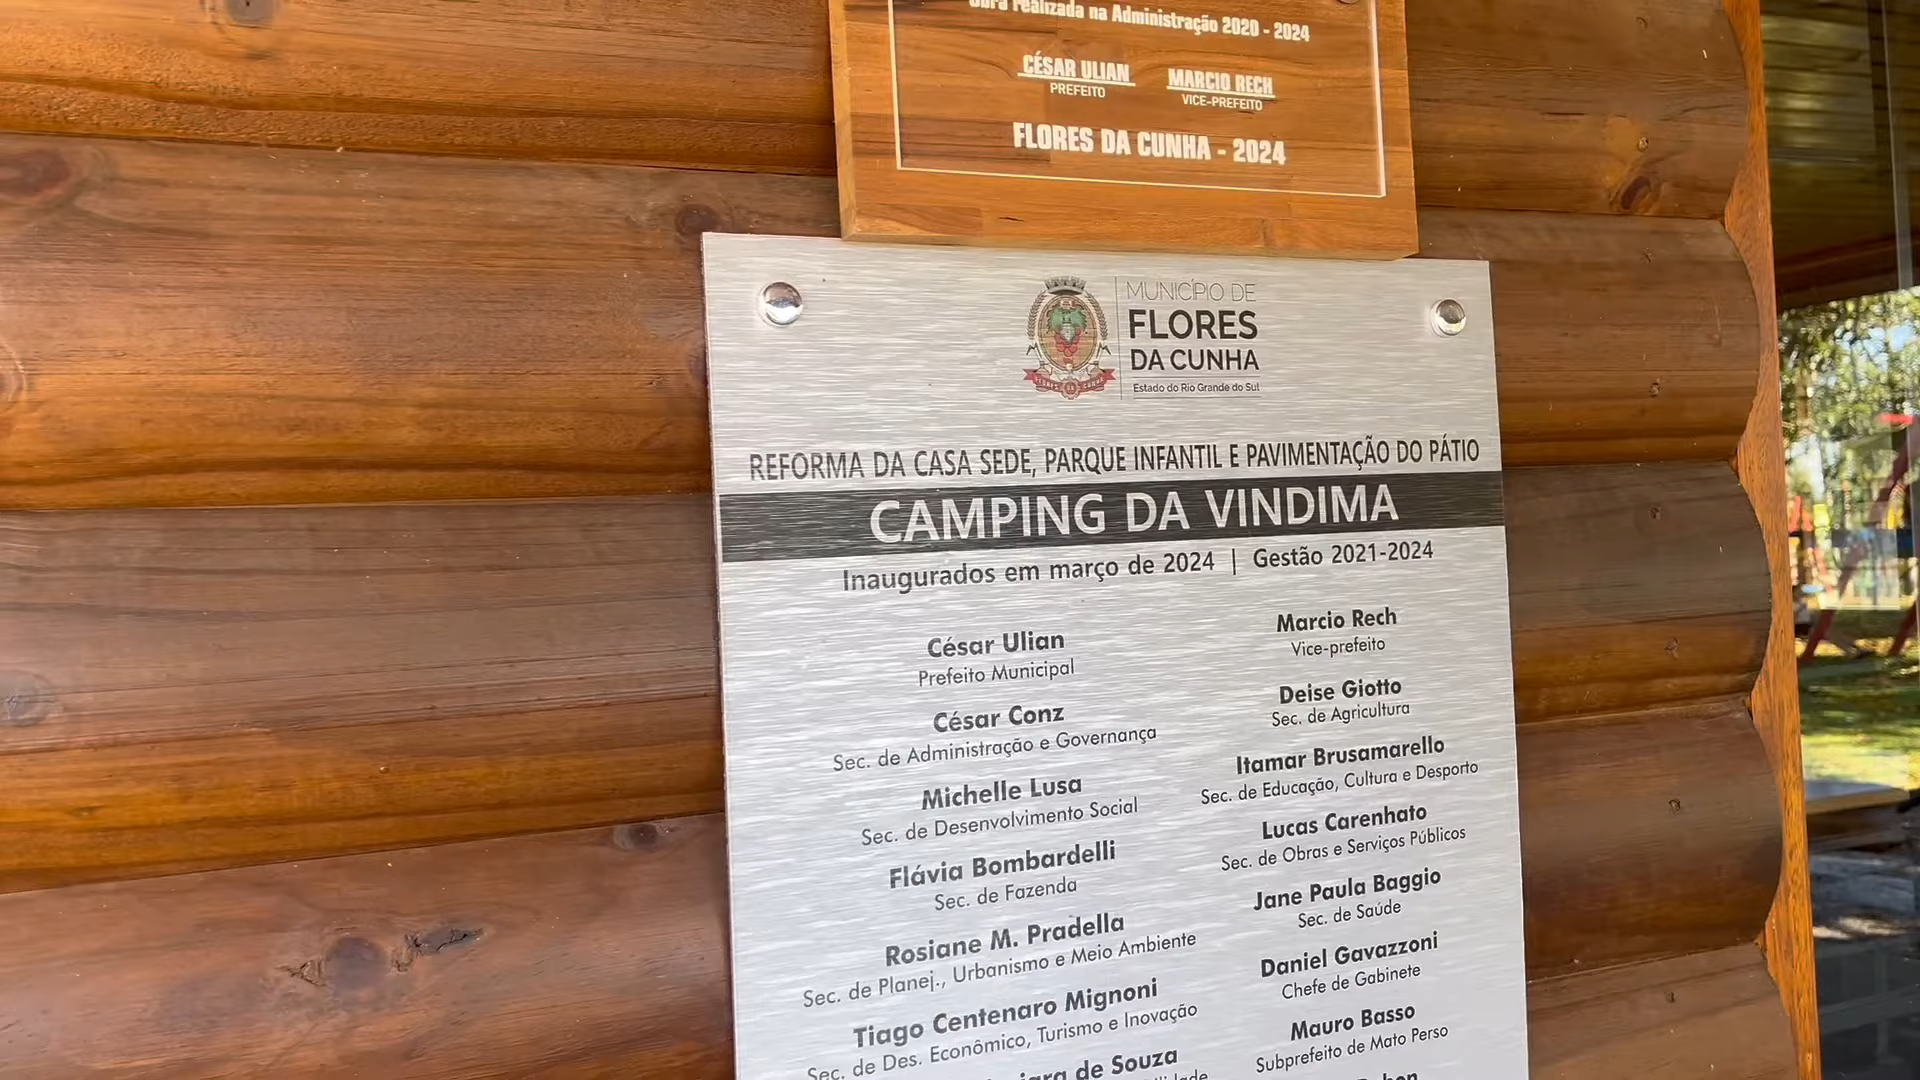 Obra realizada na Administração 2020 - 2024
CÉSAR ULIAN
PREFEITO
MARCIO RECH
VICE-PREFEITO
FLORES DA CUNHA - 2024
MUNICÍPIO DE
FLORES
DA CUNHA
Estado do Rio Grande do Sul
FLORES DA CUNHA
REFORMA DA CASA SEDE, PARQUE INFANTIL E PAVIMENTAÇÃO DO PÁTIO
CAMPING DA VINDIMA
Inaugurados em março de 2024 | Gestão 2021-2024
César Ulian
Prefeito Municipal
César Conz
Sec. de Administração e Governança
Michelle Lusa
Sec. de Desenvolvimento Social
Flávia Bombardelli
Sec. de Fazenda
Rosiane M. Pradella
Sec. de Planej., Urbanismo e Meio Ambiente
Tiago Centenaro Mignoni
Sec. de Des. Econômico, Turismo e Inovação
de Souza
Marcio Rech
Vice-prefeito
Deise Giotto
Sec. de Agricultura
Itamar Brusamarello
Sec. de Educação, Cultura e Desporto
Lucas Carenhato
Sec. de Obras e Serviços Públicos
Jane Paula Baggio
Sec. de Saúde
Daniel Gavazzoni
Chefe de Gabinete
Mauro Basso
Subprefeito de Mato Perso